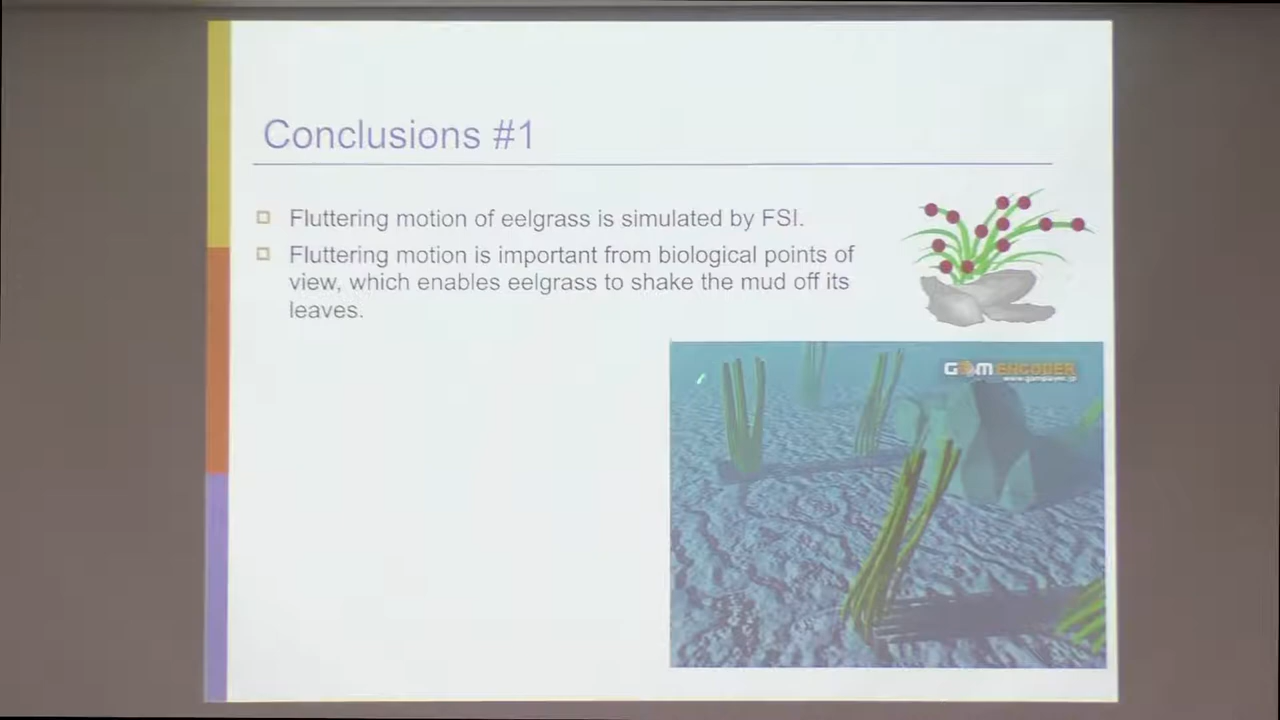 Conclusions #1
Fluttering motion of eelgrass is simulated by FSI.
Fluttering motion is important from biological points of
view, which enables eelgrass to shake the mud off its
leaves.
GOM ENCODER